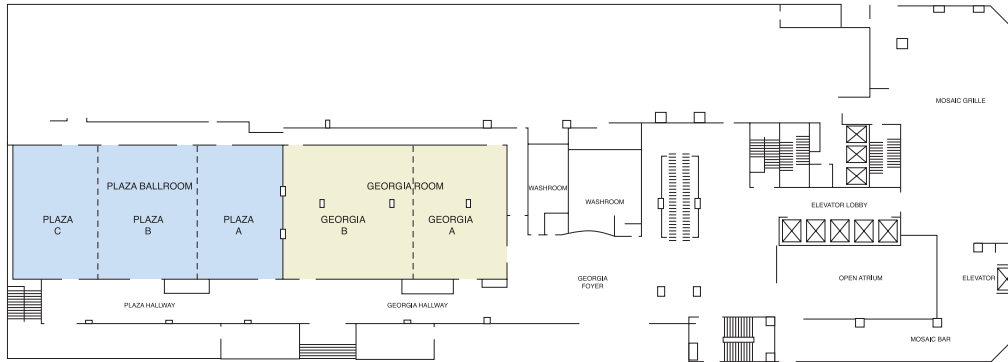 MOSAIC GRILLE
PLAZA BALLROOM
GEORGIA ROOM
WASHROOM
WASHROOM
ELEVATOR LOBBY
PLAZA
C
PLAZA
B
PLAZA
A
GEORGIA
B
GEORGIA
A
GEORGIA
FOYER
OPEN ATRIUM
ELEVATOR
PLAZA HALLWAY
GEORGIA HALLWAY
MOSAIC BAR